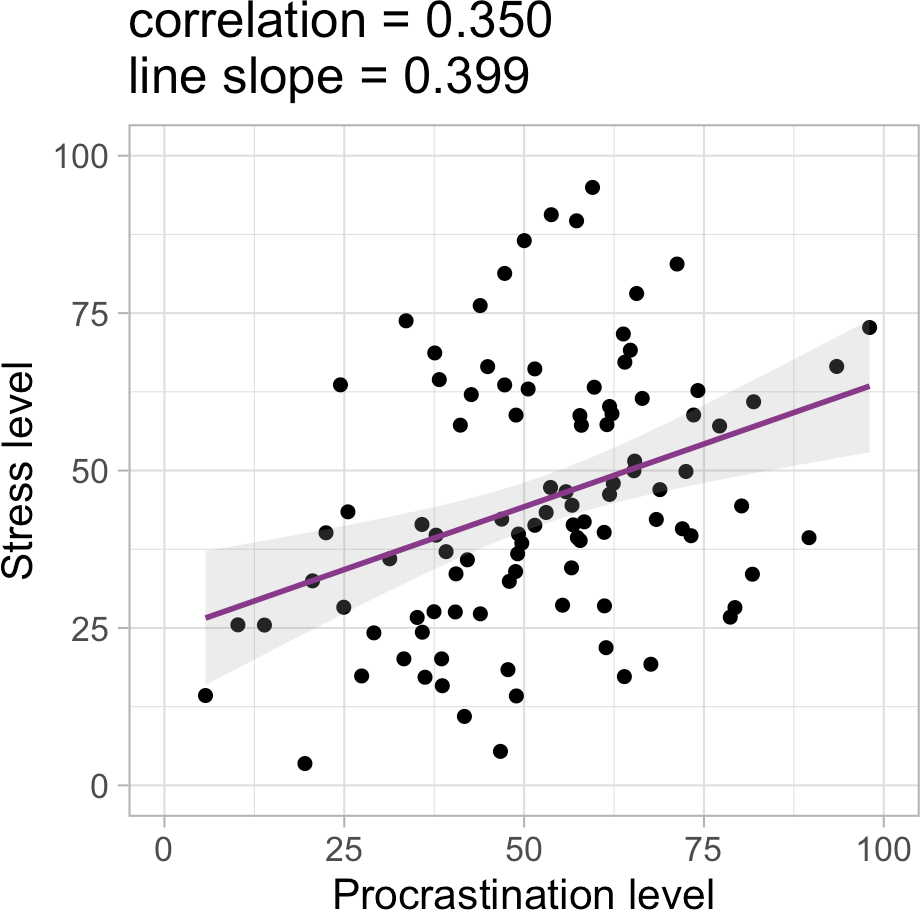 correlation = 0.350
line slope = 0.399
100
75
50
25
0
Stress level
0 25 50 75 100
Procrastination level